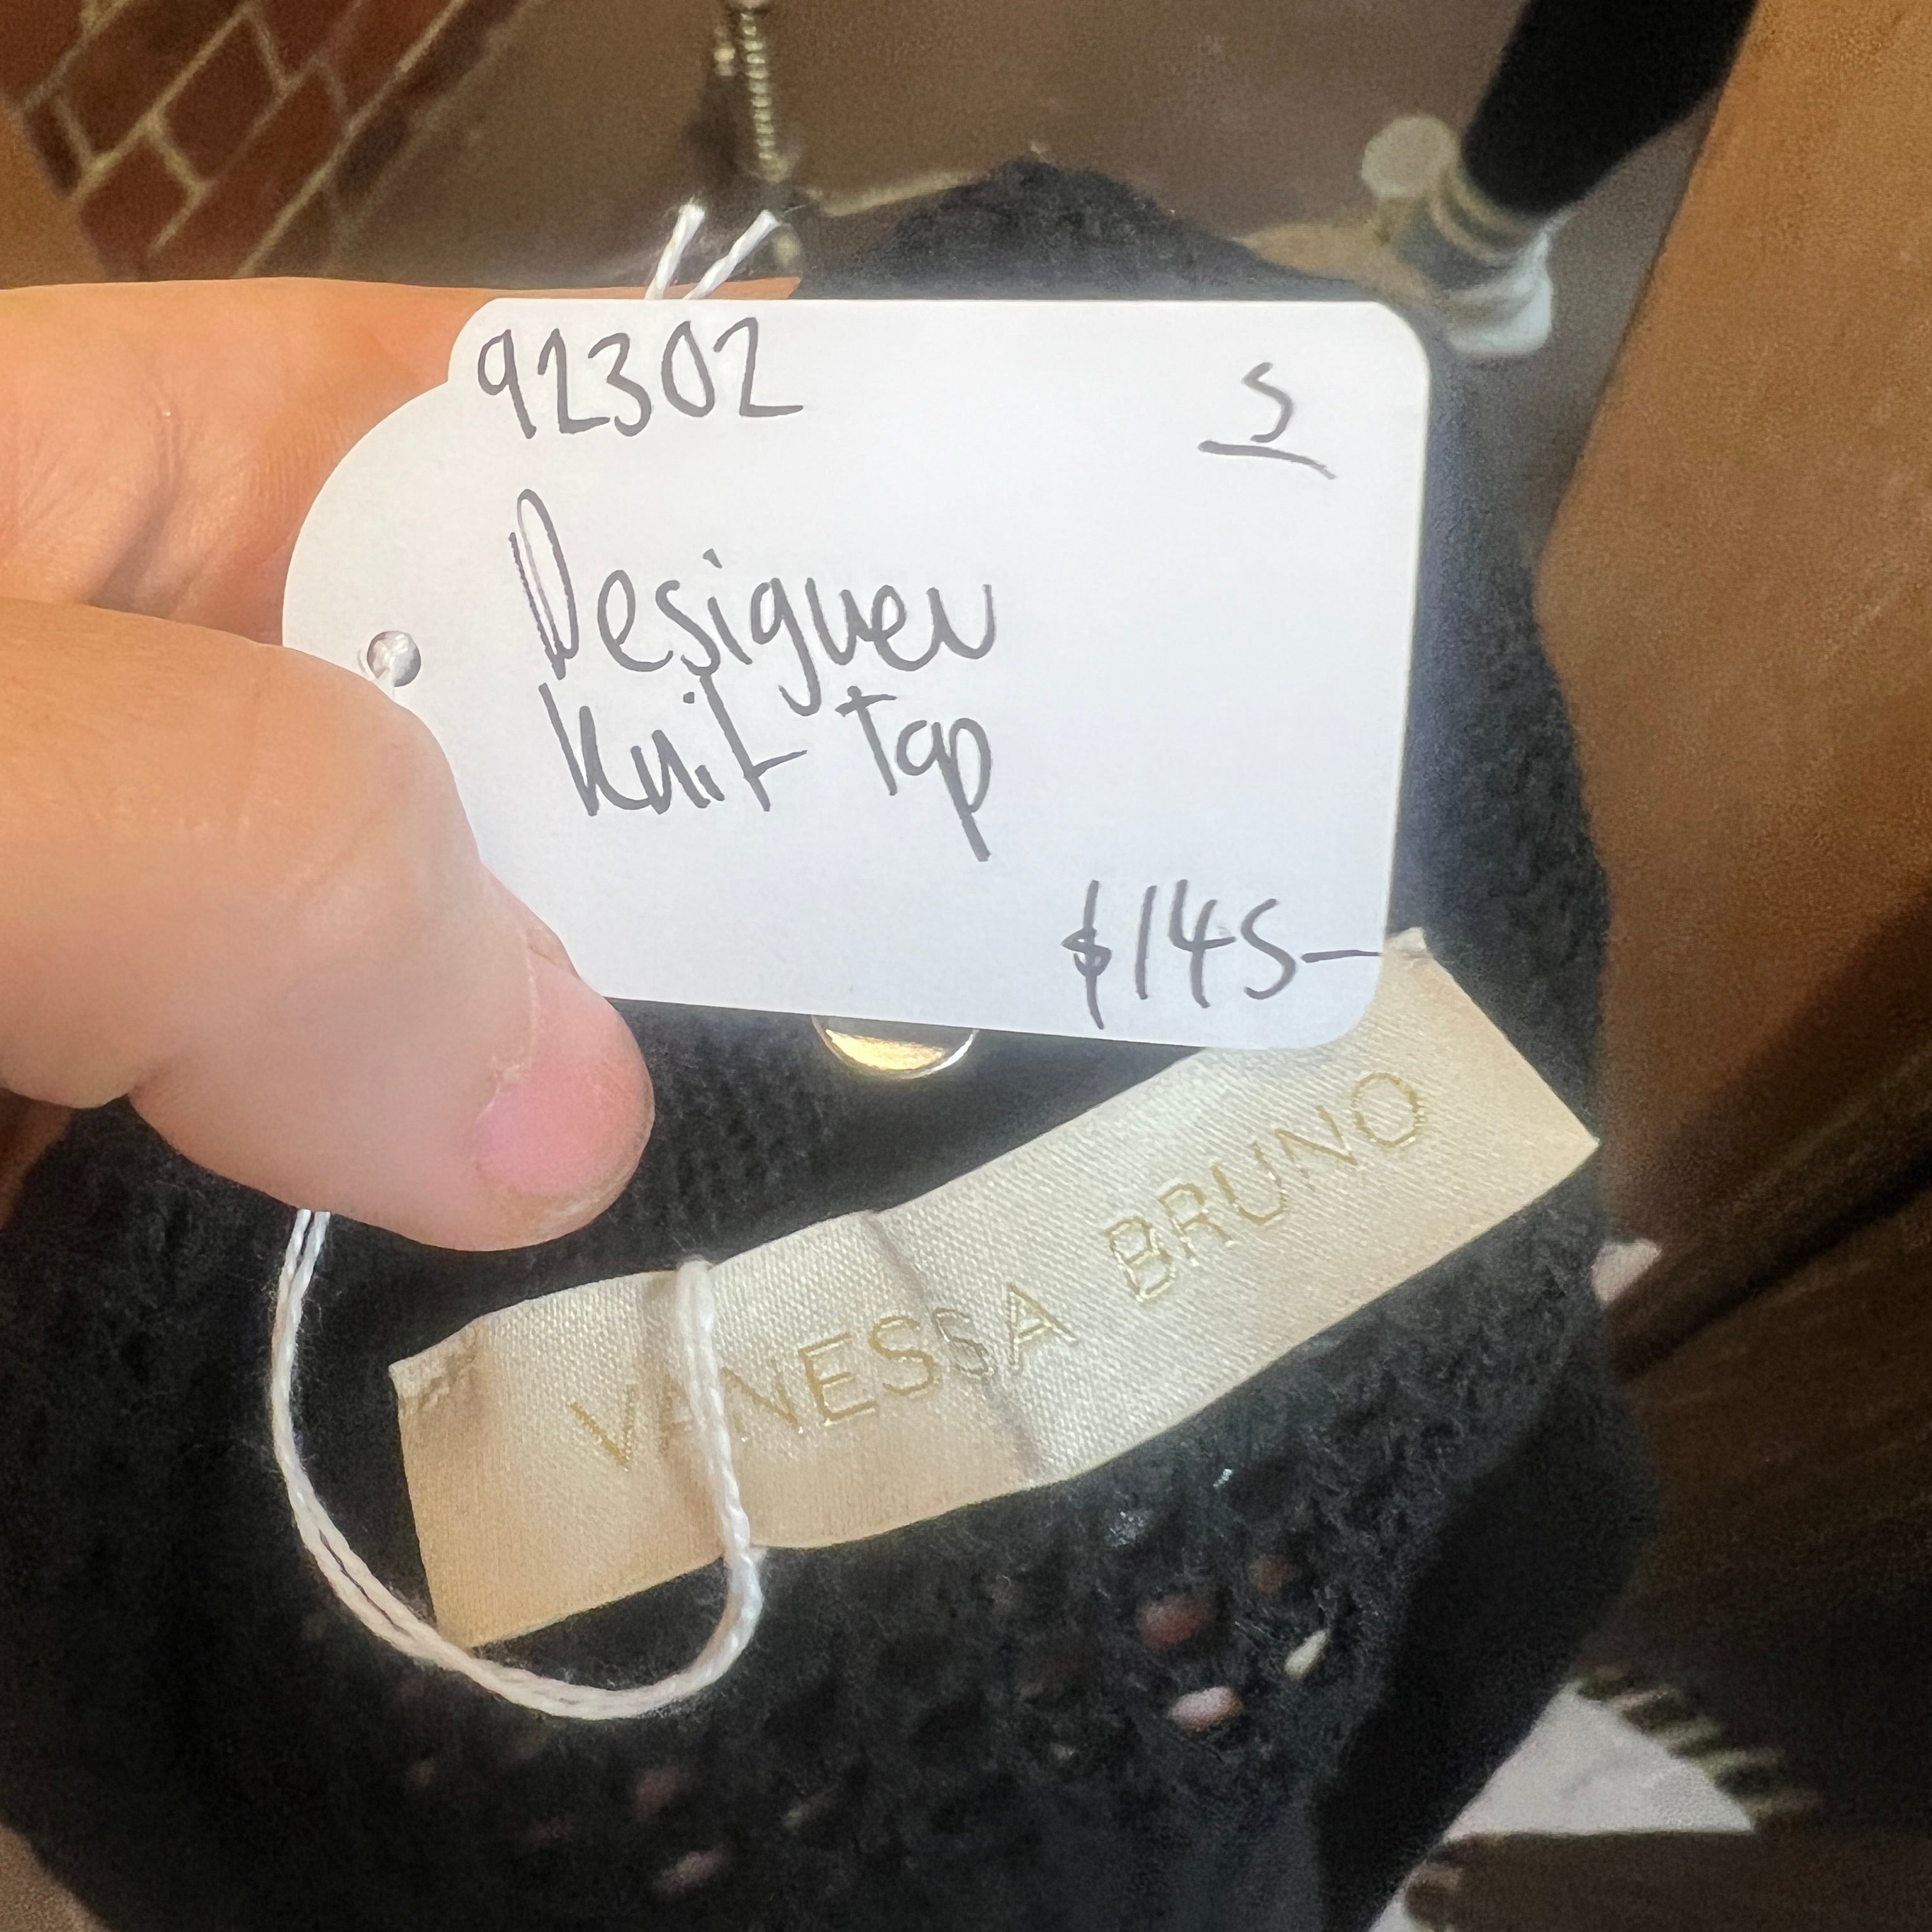 92302
S
Designer
Knit Top
$145-
VANESSA BRUNO